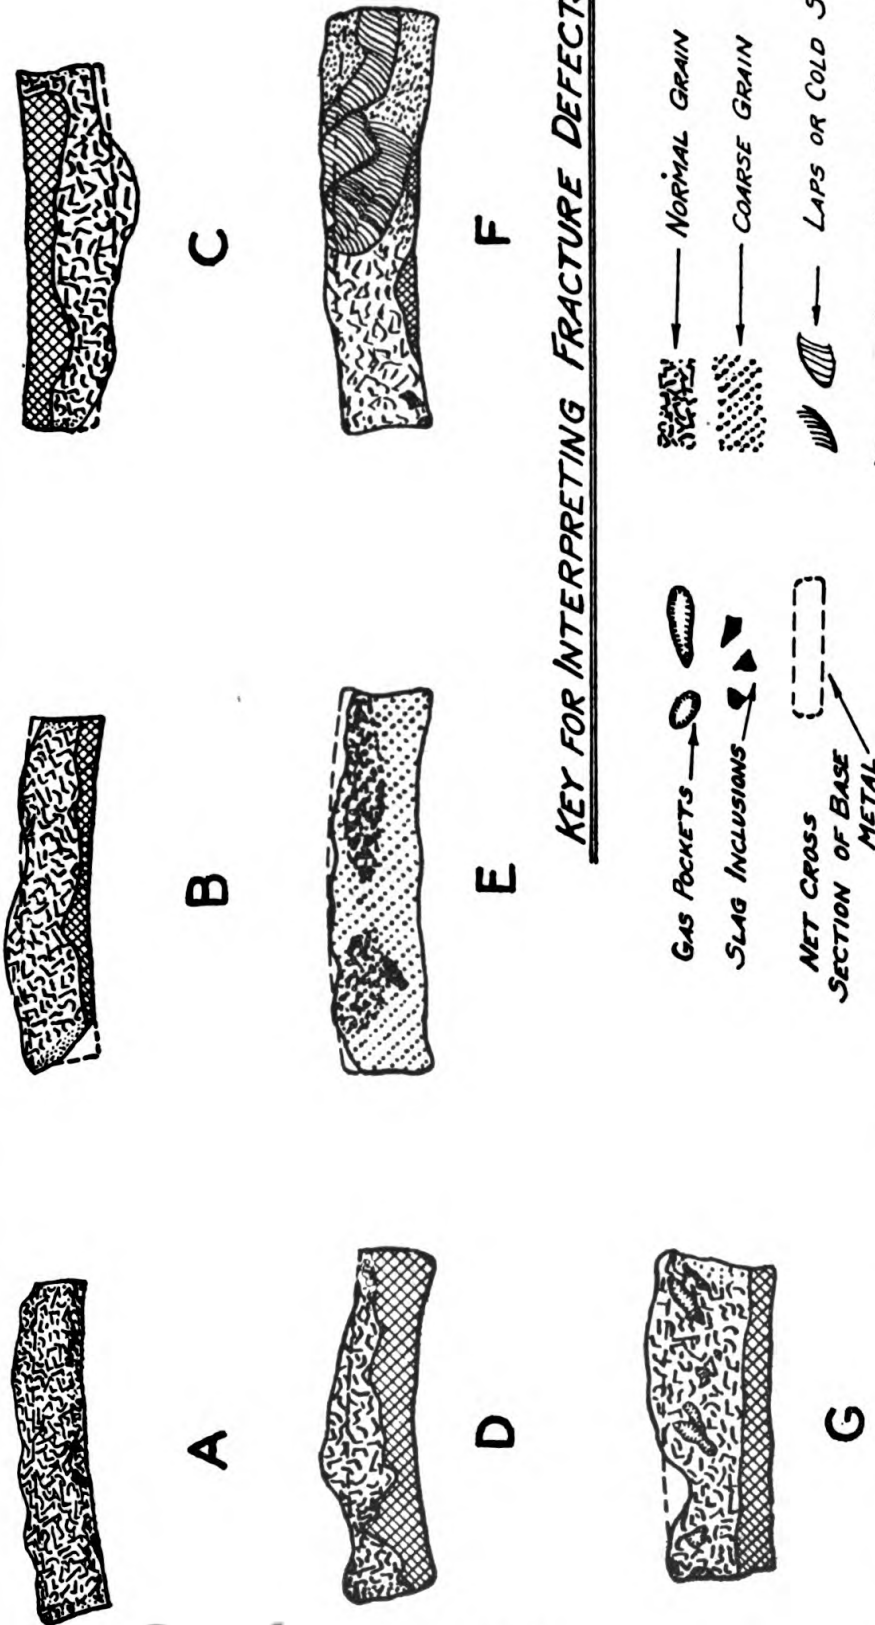 A
B
C
D
E
F
G
KEY FOR INTERPRETING FRACTURE DEFECTS
GAS POCKETS
SLAG INCLUSIONS
NET CROSS
SECTION OF BASE
METAL
NORMAL GRAIN
COARSE GRAIN
LAPS OR COLD S